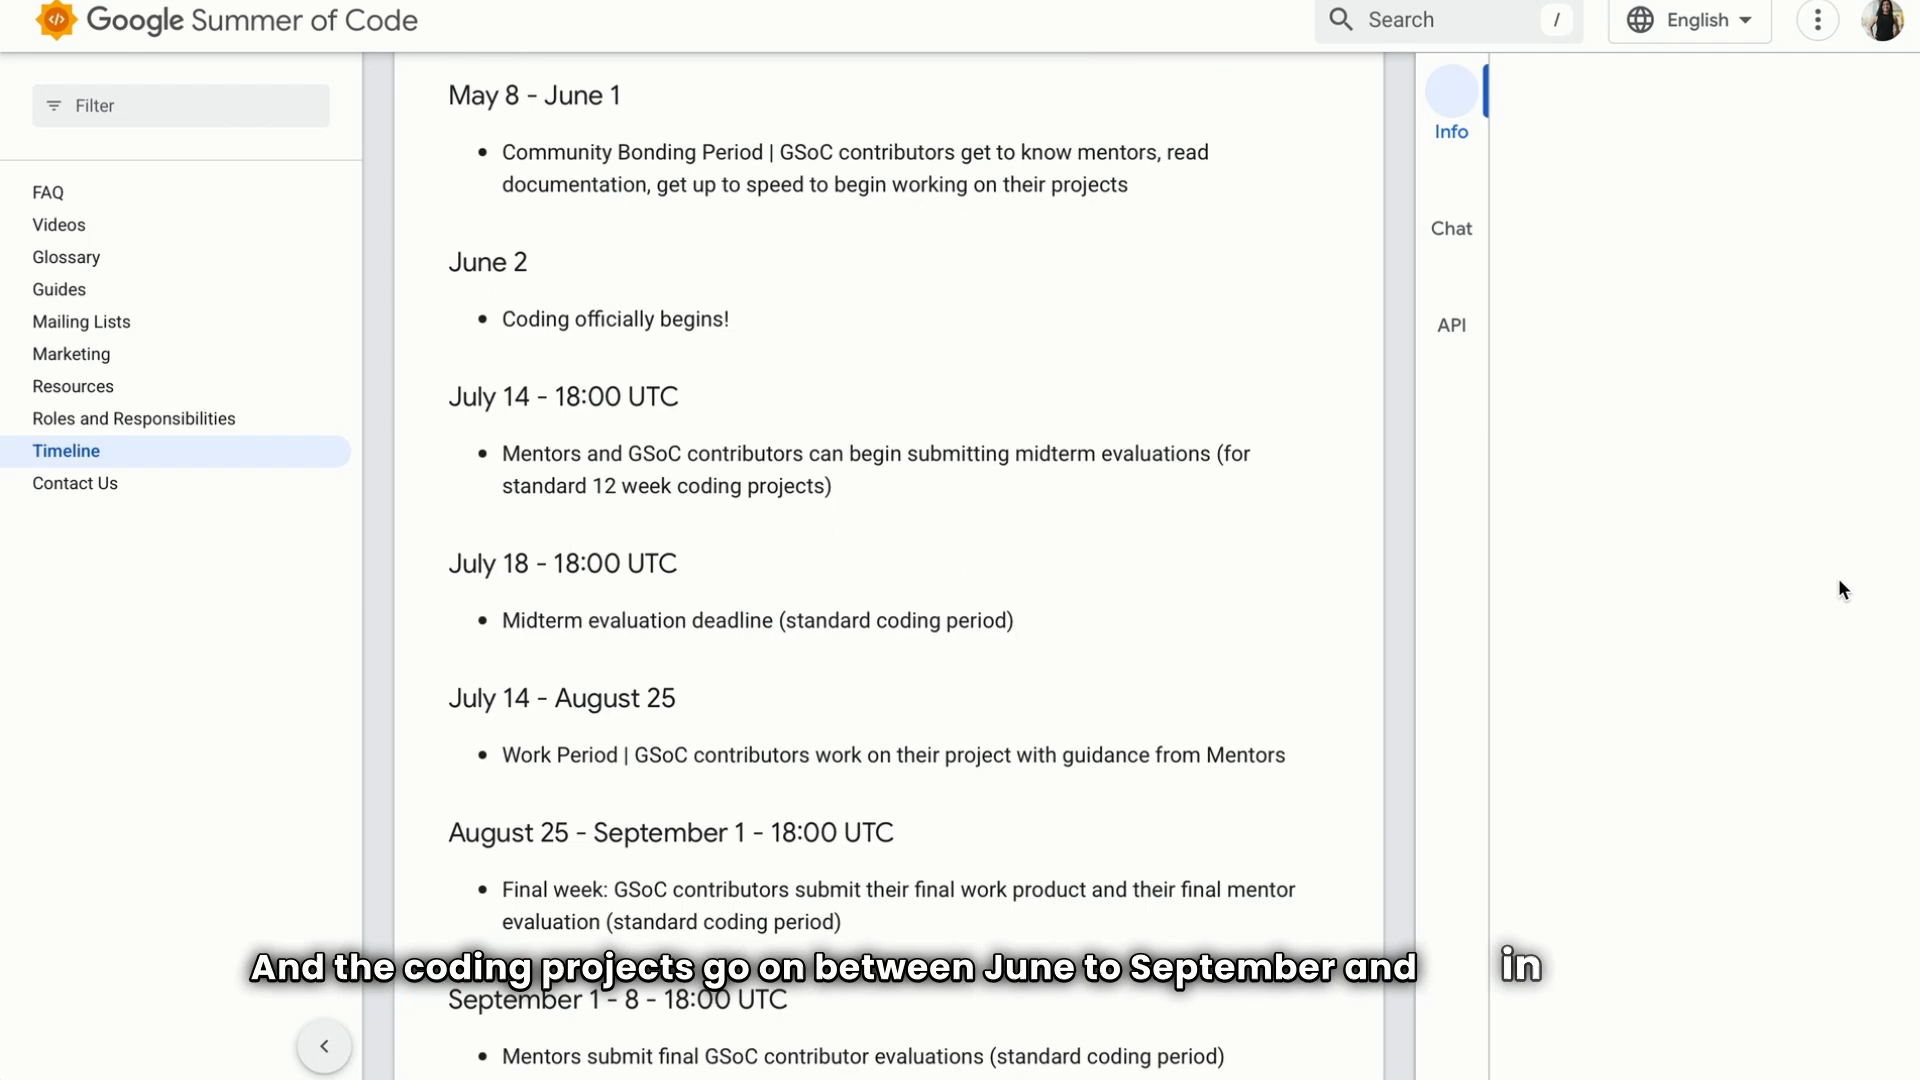 Google Summer of Code
Search
/
English
Filter
FAQ
Videos
Glossary
Guides
Mailing Lists
Marketing
Resources
Roles and Responsibilities
Timeline
Contact Us
May 8 - June 1
Community Bonding Period | GSoC contributors get to know mentors, read
documentation, get up to speed to begin working on their projects
June 2
Coding officially begins!
July 14 - 18:00 UTC
Mentors and GSoC contributors can begin submitting midterm evaluations (for
standard 12 week coding projects)
July 18 - 18:00 UTC
Midterm evaluation deadline (standard coding period)
July 14 - August 25
Work Period | GSoC contributors work on their project with guidance from Mentors
August 25 - September 1 - 18:00 UTC
Final week: GSoC contributors submit their final work product and their final mentor
evaluation (standard coding period)
And the coding projects go on between June to September and in
September 1 - 8 - 18:00 UTC
Mentors submit final GSoC contributor evaluations (standard coding period)
Info
Chat
API